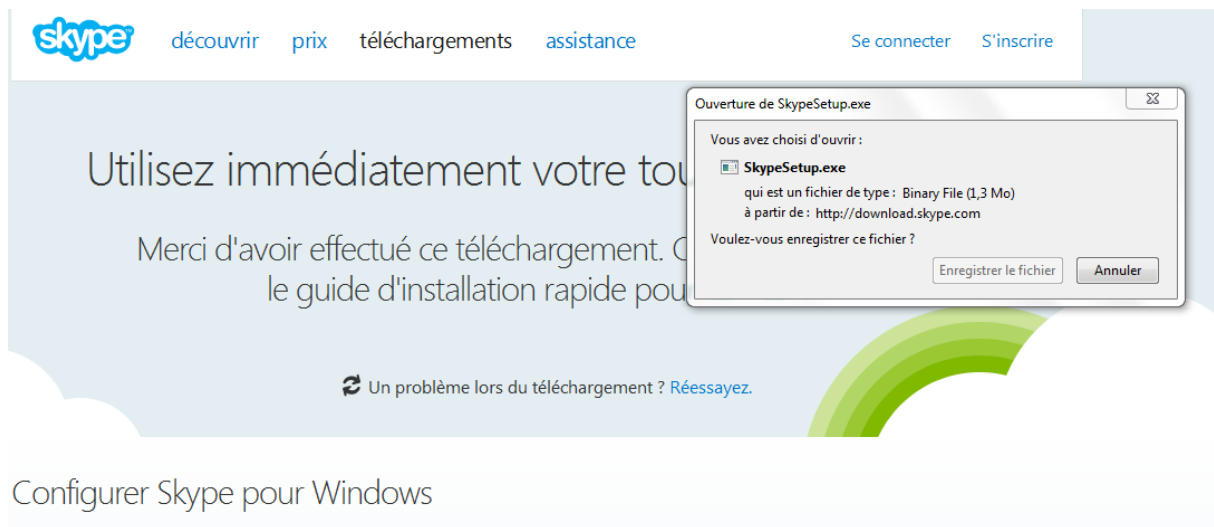 skype découvrir prix téléchargements assistance Se connecter S'inscrire
Ouverture de SkypeSetup.exe
Vous avez choisi d'ouvrir :
SkypeSetup.exe
qui est un fichier de type : Binary File (1,3 Mo)
à partir de : http://download.skype.com
Voulez-vous enregistrer ce fichier ?
Enregistrer le fichier Annuler
Utilisez immédiatement votre tou
Merci d'avoir effectué ce téléchargement. C
le guide d'installation rapide pou
Un problème lors du téléchargement ? Réessayez.
Configurer Skype pour Windows